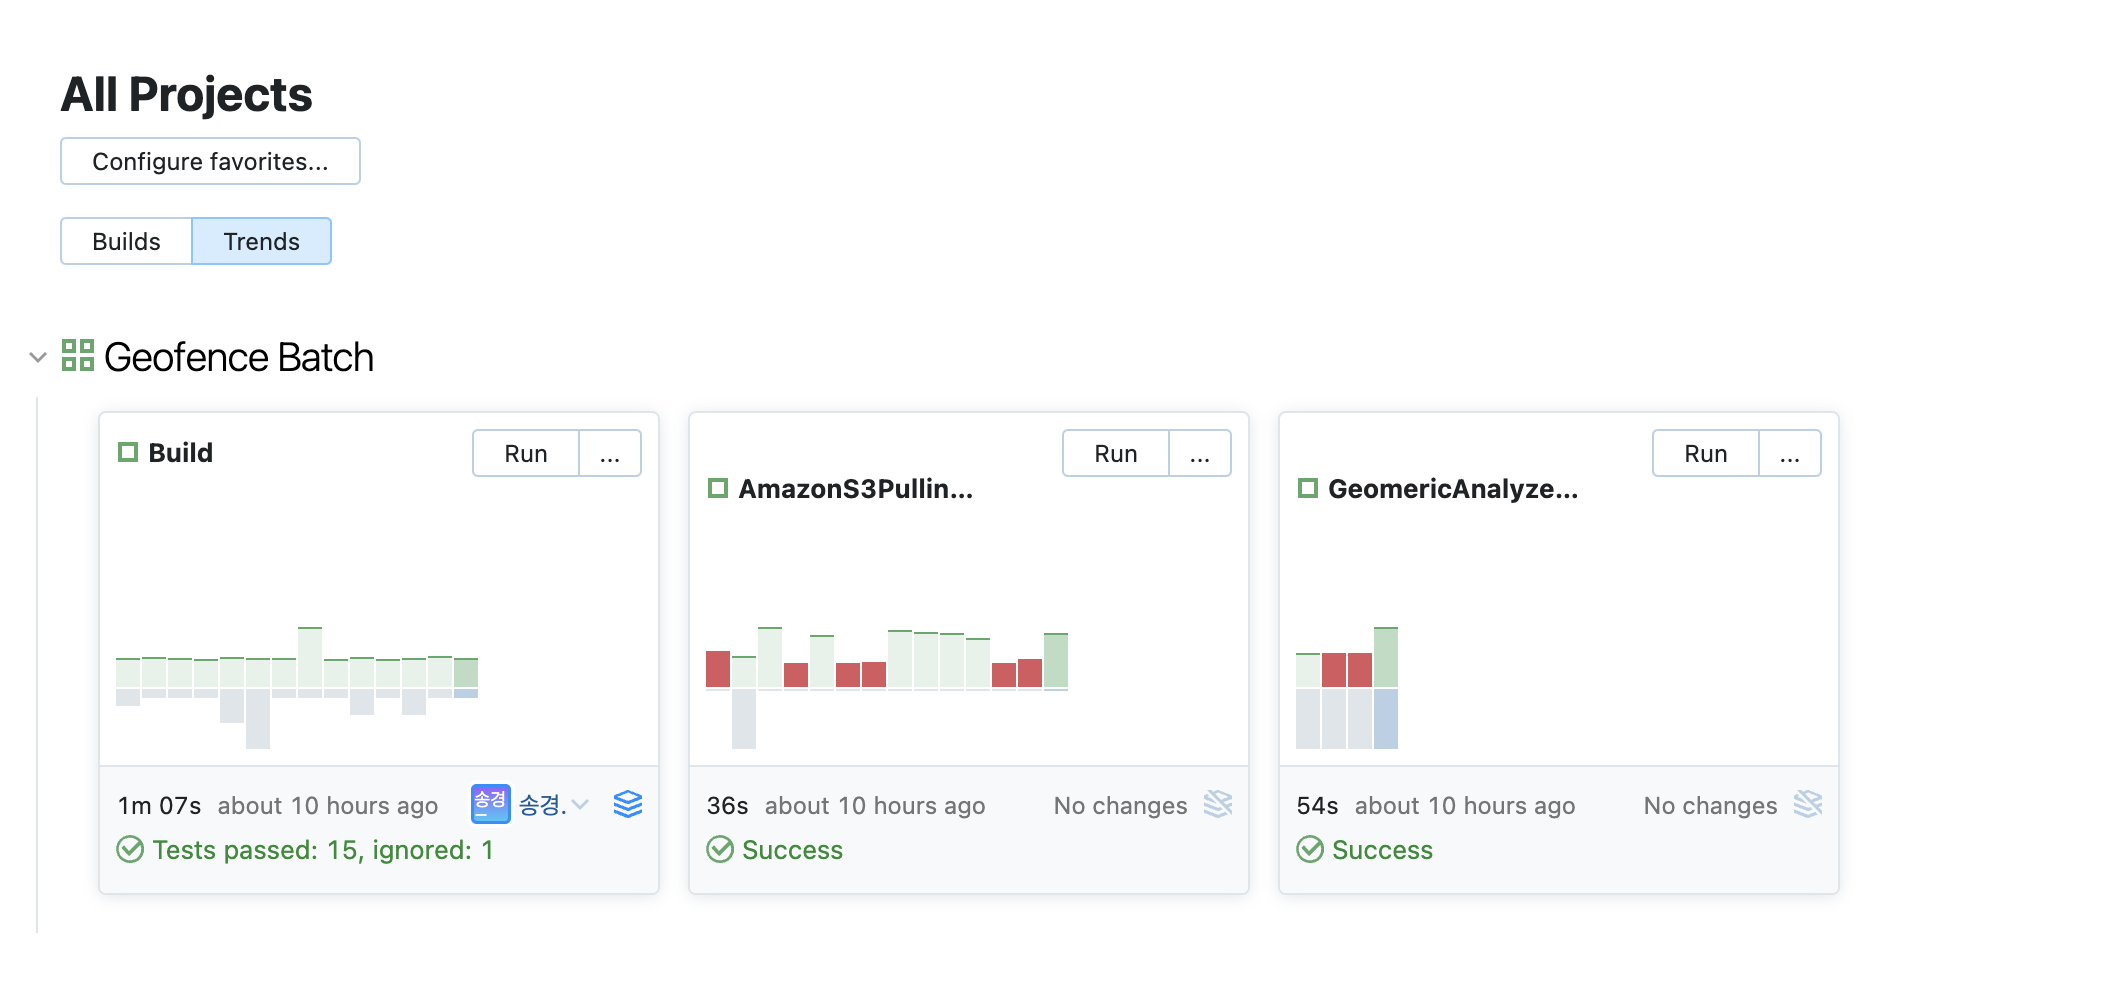 All Projects
Configure favorites...
Builds Trends
Geofence Batch
Build Run ...
AmazonS3Pullin... Run ...
GeomericAnalyze... Run ...
1m 07s about 10 hours ago 송경 송경.
Tests passed: 15, ignored: 1
36s about 10 hours ago No changes
Success
54s about 10 hours ago No changes
Success